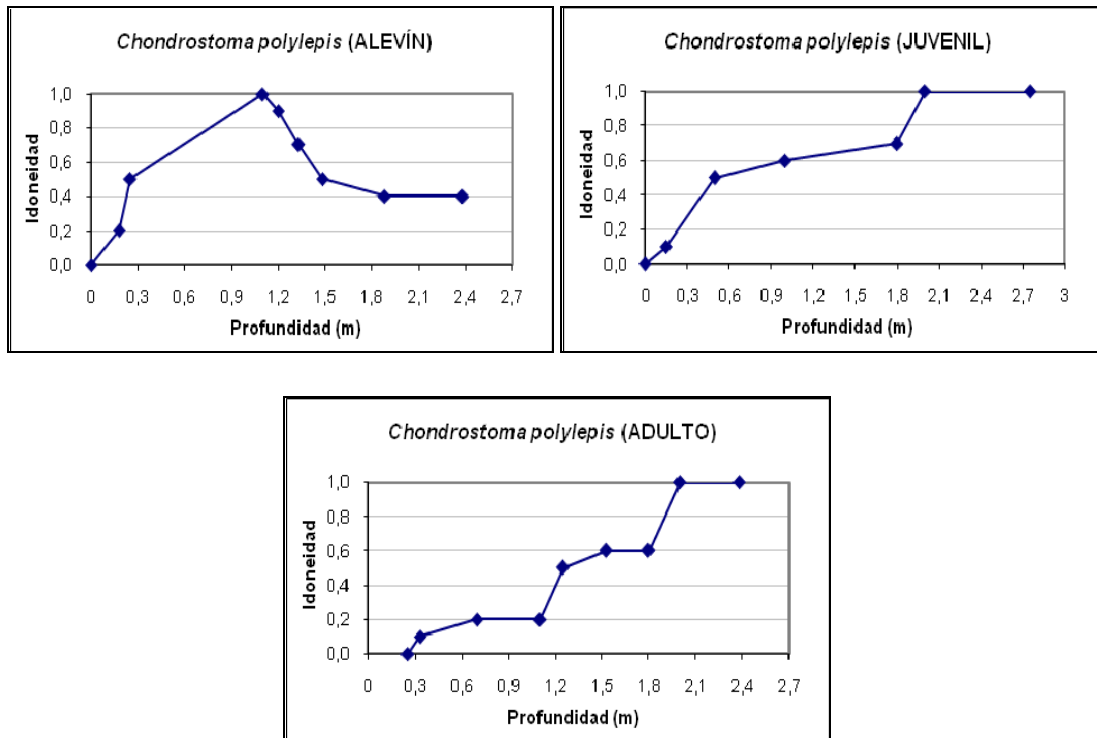 Chondrostoma polylepis (ALEVÍN)
Idoneidad
1,0
0,8
0,6
0,4
0,2
0,0
0 0,3 0,6 0,9 1,2 1,5 1,8 2,1 2,4 2,7
Profundidad (m)
Chondrostoma polylepis (JUVENIL)
Idoneidad
1,0
0,8
0,6
0,4
0,2
0,0
0 0,3 0,6 0,9 1,2 1,5 1,8 2,1 2,4 2,7 3
Profundidad (m)
Chondrostoma polylepis (ADULTO)
Idoneidad
1,0
0,8
0,6
0,4
0,2
0,0
0 0,3 0,6 0,9 1,2 1,5 1,8 2,1 2,4 2,7
Profundidad (m)